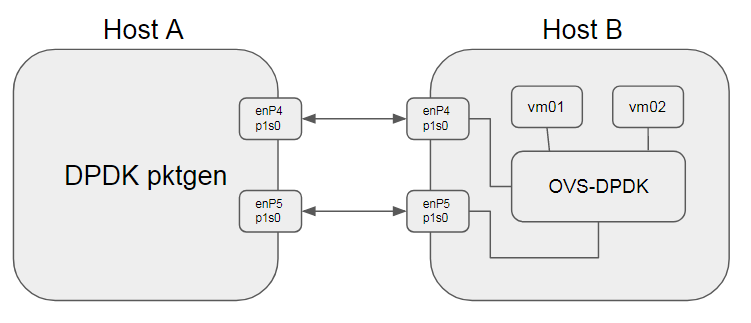 Host A
Host B
DPDK pktgen
enP4
p1s0
enP5
p1s0
enP4
p1s0
enP5
p1s0
vm01
vm02
OVS-DPDK